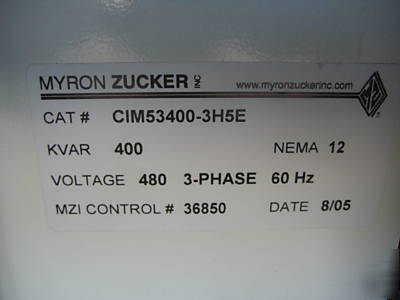 MYRON ZUCKER INC www.myronzuckerinc.com
CAT # CIM53400-3H5E
KVAR 400 NEMA 12
VOLTAGE 480 3-PHASE 60 Hz
MZI CONTROL # 36850 DATE 8/05